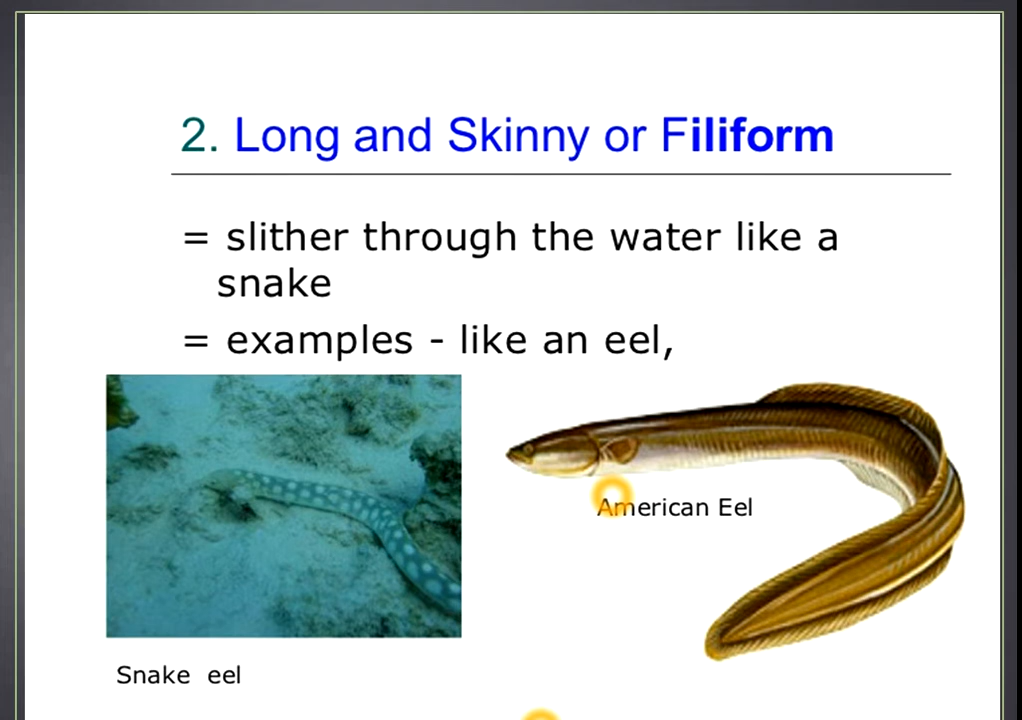 2. Long and Skinny or Filiform
= slither through the water like a
snake
= examples - like an eel,
American Eel
Snake eel